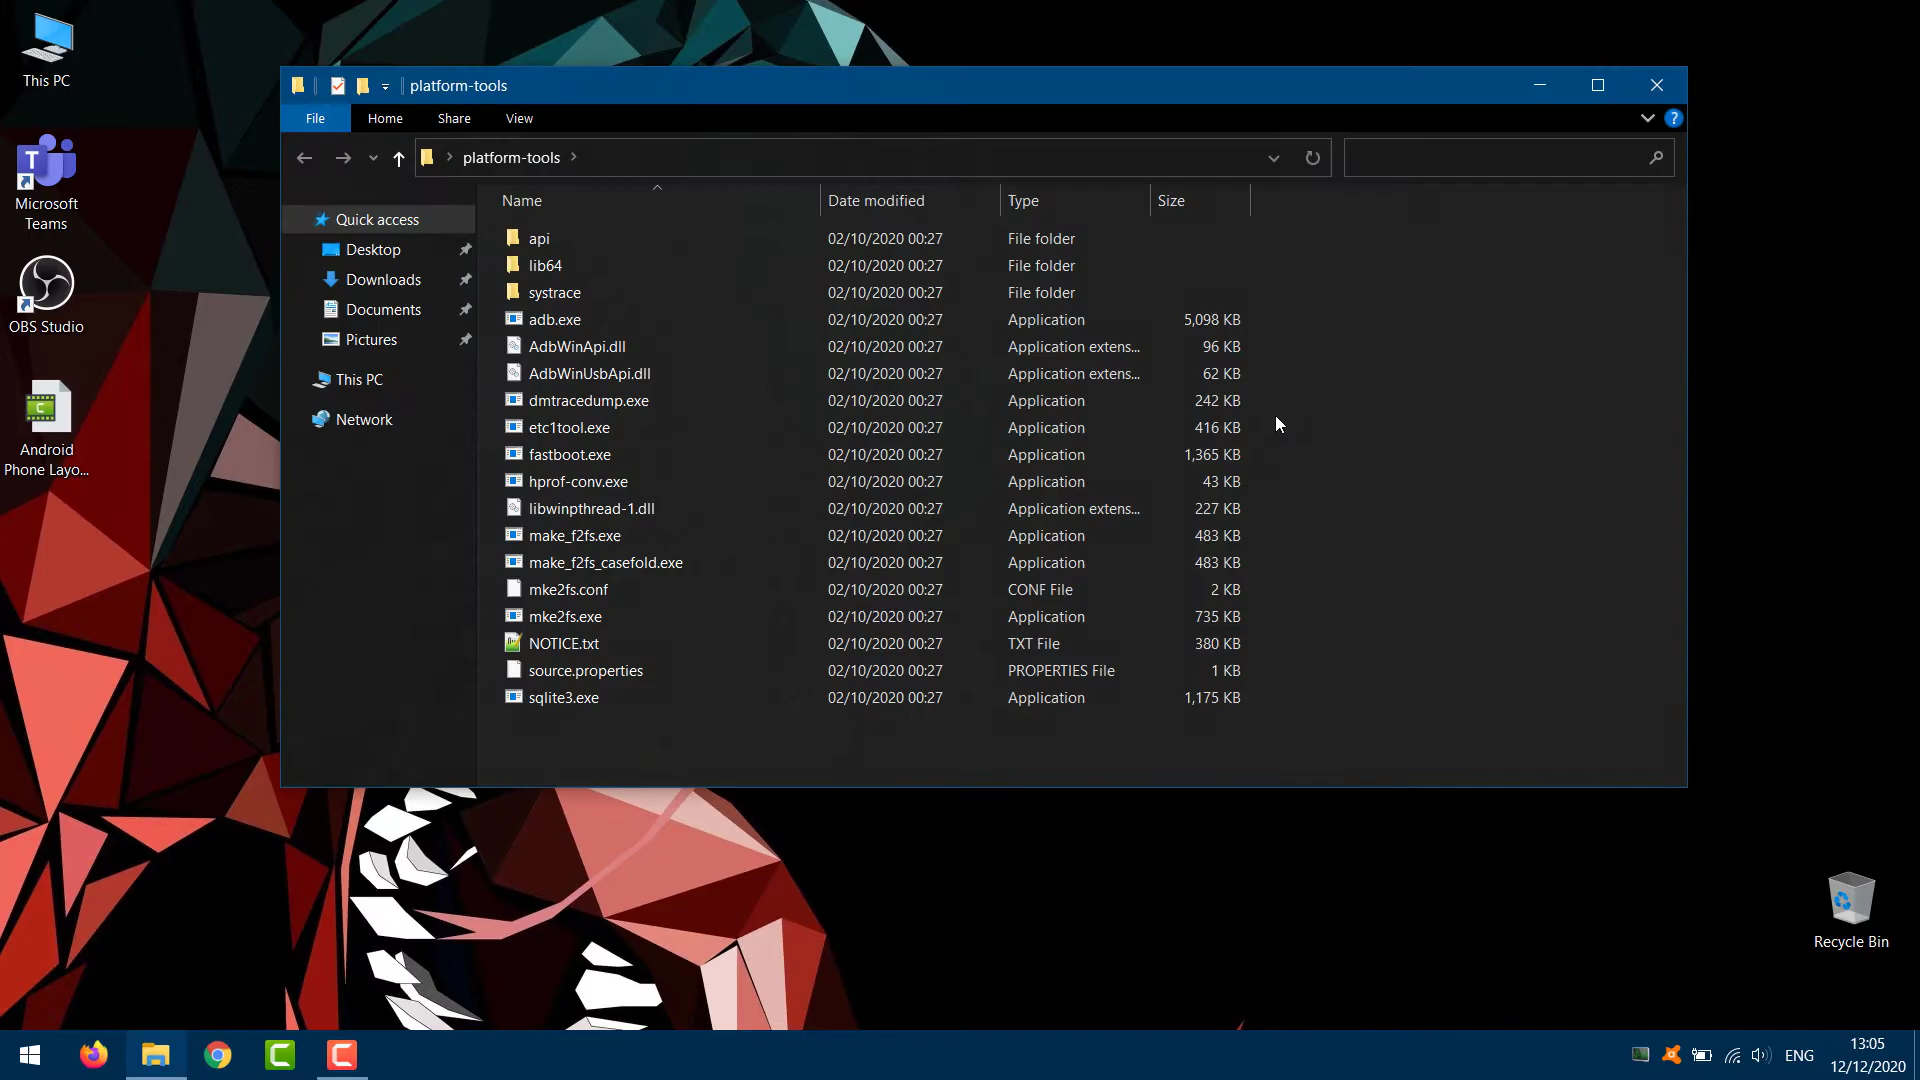 This PC
Microsoft
Teams
OBS Studio
Android
Phone Layo...
platform-tools
File Home Share View
platform-tools
Quick access
Desktop
Downloads
Documents
Pictures
This PC
Network
Name Date modified Type Size
api 02/10/2020 00:27 File folder
lib64 02/10/2020 00:27 File folder
systrace 02/10/2020 00:27 File folder
adb.exe 02/10/2020 00:27 Application 5,098 KB
AdbWinApi.dll 02/10/2020 00:27 Application extens... 96 KB
AdbWinUsbApi.dll 02/10/2020 00:27 Application extens... 62 KB
dmtracedump.exe 02/10/2020 00:27 Application 242 KB
etc1tool.exe 02/10/2020 00:27 Application 416 KB
fastboot.exe 02/10/2020 00:27 Application 1,365 KB
hprof-conv.exe 02/10/2020 00:27 Application 43 KB
libwinpthread-1.dll 02/10/2020 00:27 Application extens... 227 KB
make_f2fs.exe 02/10/2020 00:27 Application 483 KB
make_f2fs_casefold.exe 02/10/2020 00:27 Application 483 KB
mke2fs.conf 02/10/2020 00:27 CONF File 2 KB
mke2fs.exe 02/10/2020 00:27 Application 735 KB
NOTICE.txt 02/10/2020 00:27 TXT File 380 KB
source.properties 02/10/2020 00:27 PROPERTIES File 1 KB
sqlite3.exe 02/10/2020 00:27 Application 1,175 KB
Recycle Bin
ENG
13:05
12/12/2020